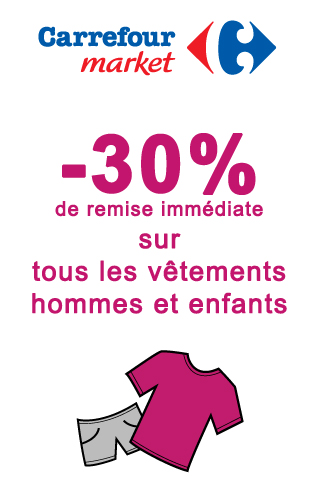 Carrefour
market
-30%
de remise immédiate
sur
tous les vêtements
hommes et enfants